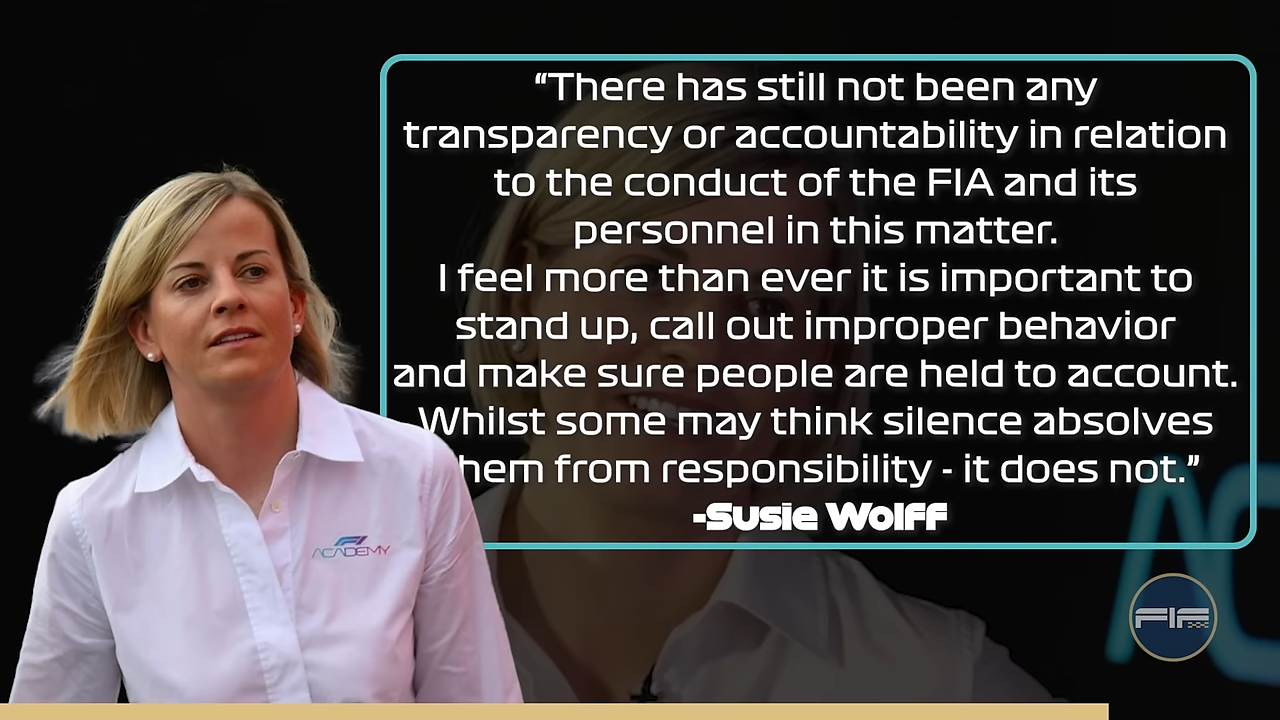 “There has still not been any
transparency or accountability in relation
to the conduct of the FIA and its
personnel in this matter.
I feel more than ever it is important to
stand up, call out improper behavior
and make sure people are held to account.
Whilst some may think silence absolves
hem from responsibility - it does not.”
-Susie Wolff
F1
ACADEMY
FIF